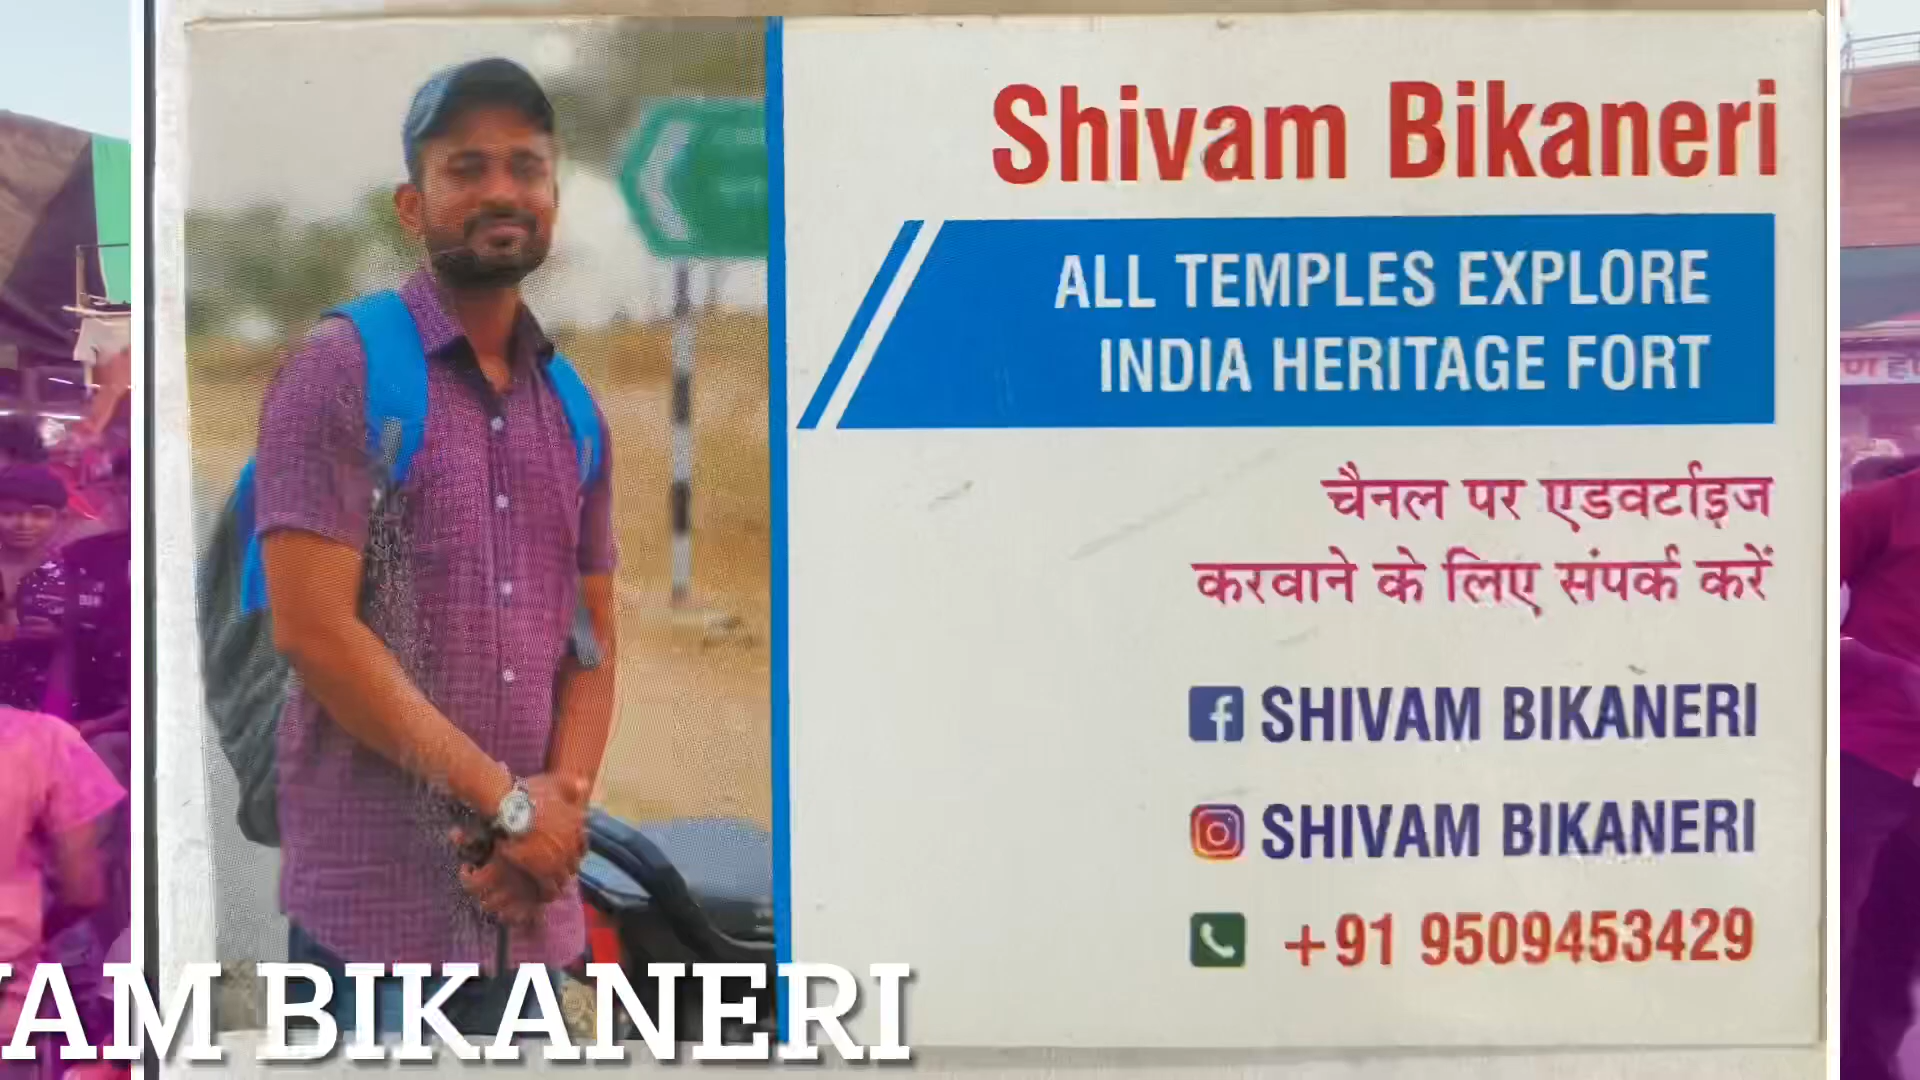 Shivam Bikaneri
ALL TEMPLES EXPLORE
INDIA HERITAGE FORT
चैनल पर एडवर्टाइज
करवाने के लिए संपर्क करें
SHIVAM BIKANERI
SHIVAM BIKANERI
+91 9509453429
BIKANERI